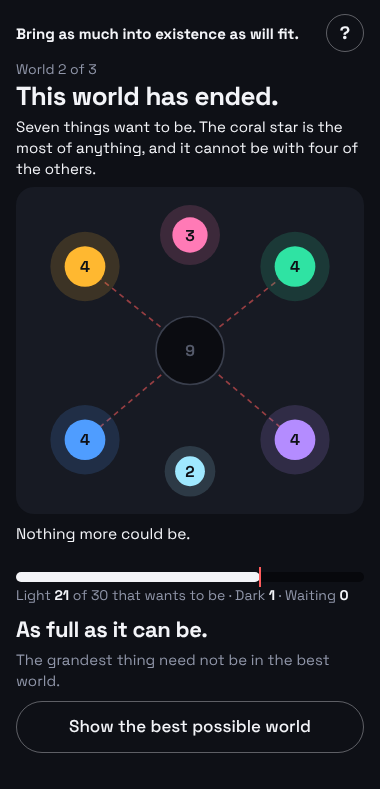 Bring as much into existence as will fit.
?
World 2 of 3
This world has ended.
Seven things want to be. The coral star is the
most of anything, and it cannot be with four of
the others.
3
4
4
9
4
4
2
Nothing more could be.
Light 21 of 30 that wants to be · Dark 1 · Waiting 0
As full as it can be.
The grandest thing need not be in the best
world.
Show the best possible world